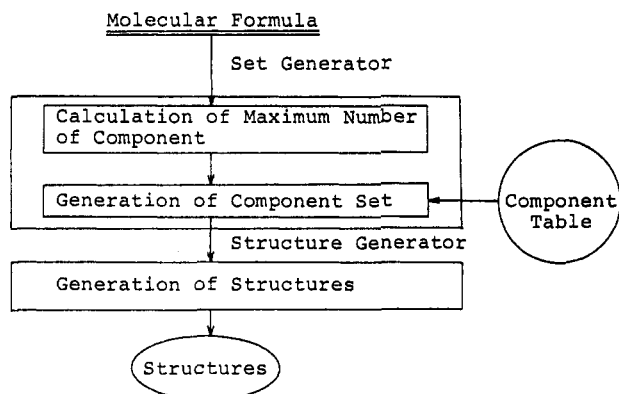 Molecular Formula
Set Generator
Calculation of Maximum Number
of Component
Generation of Component Set
Component
Table
Structure Generator
Generation of Structures
Structures